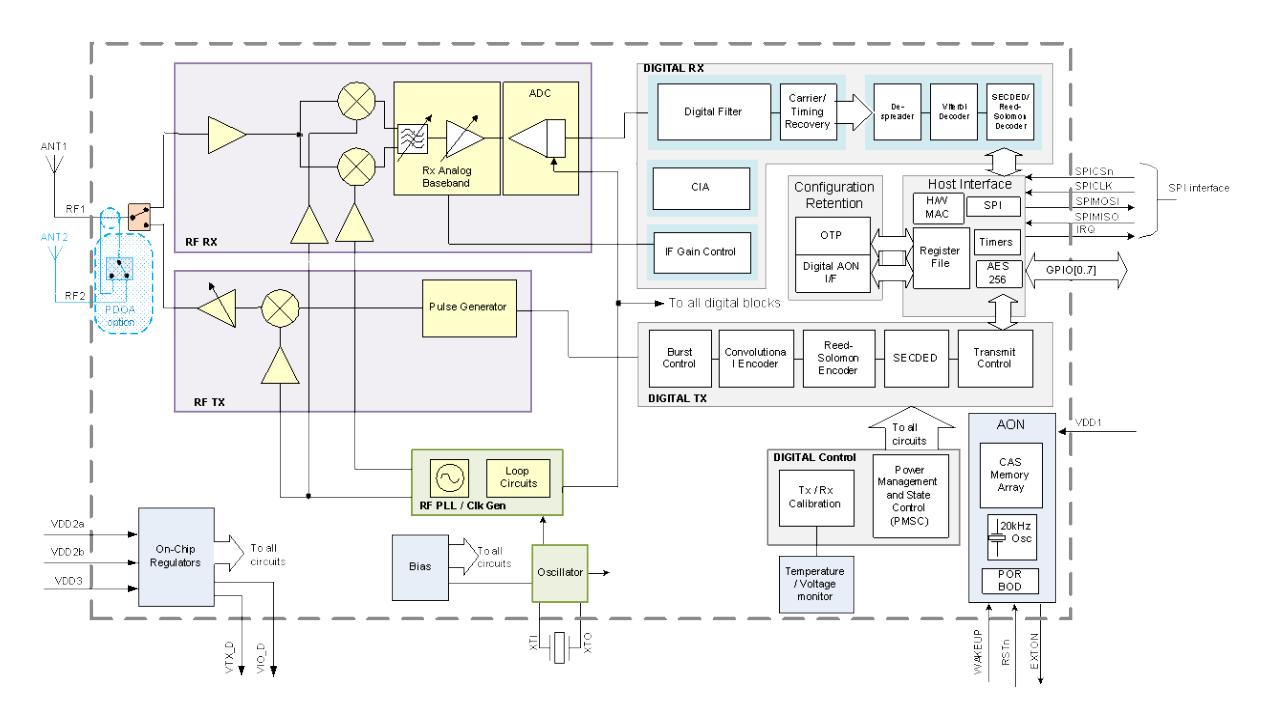 DIGITAL RX
ADC
Digital Filter
Carrier/
Timing
Recovery
De-
spreader
Viterbi
Decoder
SECDED/
Reed-
Solomon
Decoder
ANT1
RF1
ANT2
RF2
PDOA
option
Rx Analog
Baseband
RF RX
CIA
IF Gain Control
Configuration
Retention
OTP
Digital AON
I/F
Host Interface
H/W
MAC
SPI
Register
File
Timers
AES
256
SPICSn
SPICLK
SPIMOSI
SPIMISO
IRQ
SPI interface
GPIO[0..7]
Pulse Generator
RF TX
To all digital blocks
Burst
Control
Convolutiona
l Encoder
Reed-
Solomon
Encoder
SECDED
Transmit
Control
DIGITAL TX
To all
circuits
DIGITAL Control
Tx / Rx
Calibration
Power
Management
and State
Control
(PMSC)
Temperature
/ Voltage
monitor
AON
VDD1
CAS
Memory
Array
20kHz
Osc
POR
BOD
WAKEUP
RSTn
EXTON
Loop
Circuits
RF PLL / Clk Gen
VDD2a
VDD2b
VDD3
On-Chip
Regulators
To all
circuits
VTX_D
VIO_D
Bias
To all
circuits
Oscillator
XTI
XTO